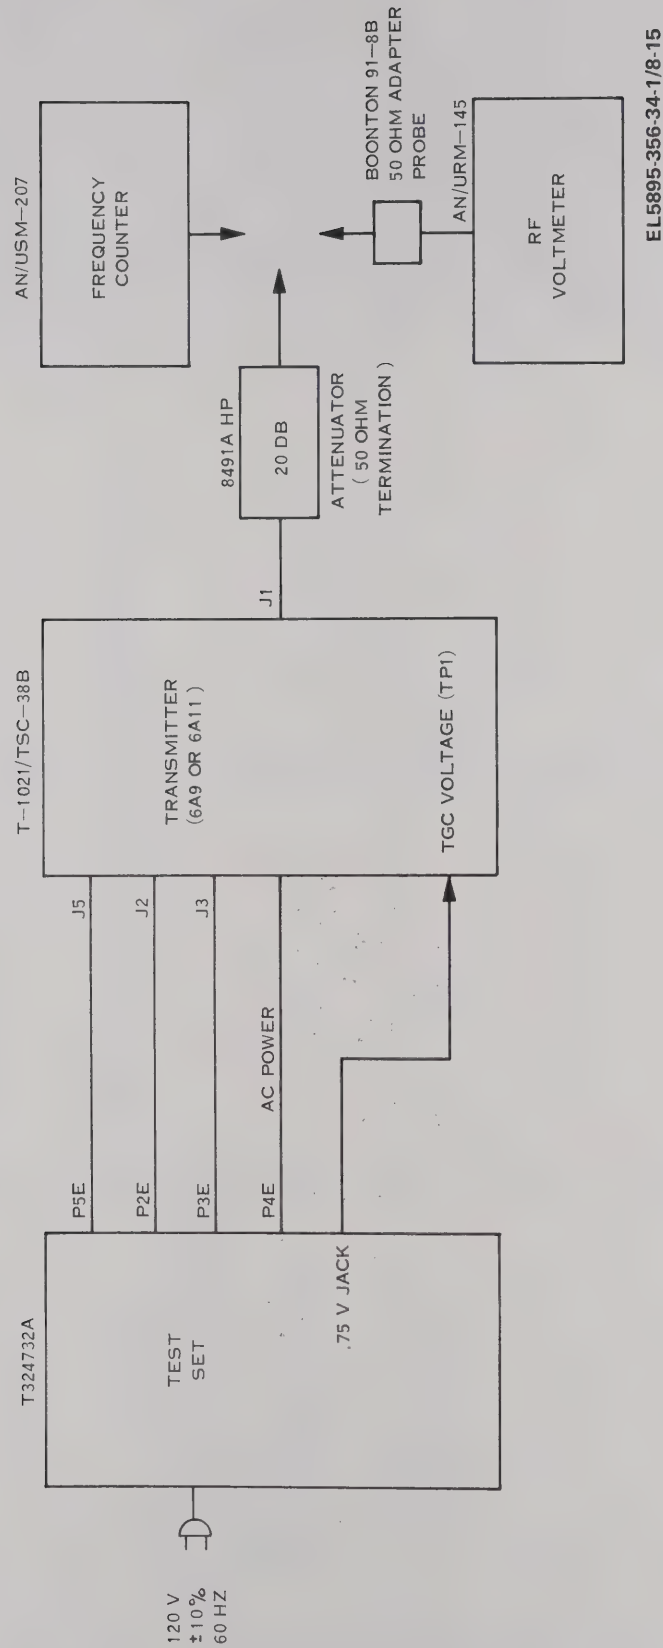 120 V
±10%
60 HZ
T324732A
TEST
SET
P5E
P2E
P3E
P4E
.75 V JACK
AC POWER
J5
J2
J3
T-1021/TSC-38B
TRANSMITTER
(6A9 OR 6A11)
TGC VOLTAGE (TP1)
J1
8491A HP
20 DB
ATTENUATOR
(50 OHM
TERMINATION)
AN/USM-207
FREQUENCY
COUNTER
BOONTON 91-8B
50 OHM ADAPTER
PROBE
AN/URM-145
RF
VOLTMETER
EL5895-356-34-1/8-15